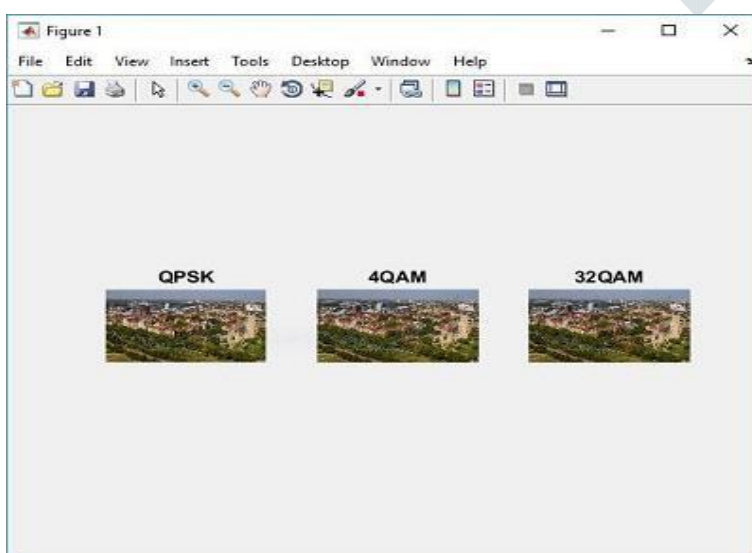 Figure 1
File Edit View Insert Tools Desktop Window Help
QPSK 4QAM 32QAM